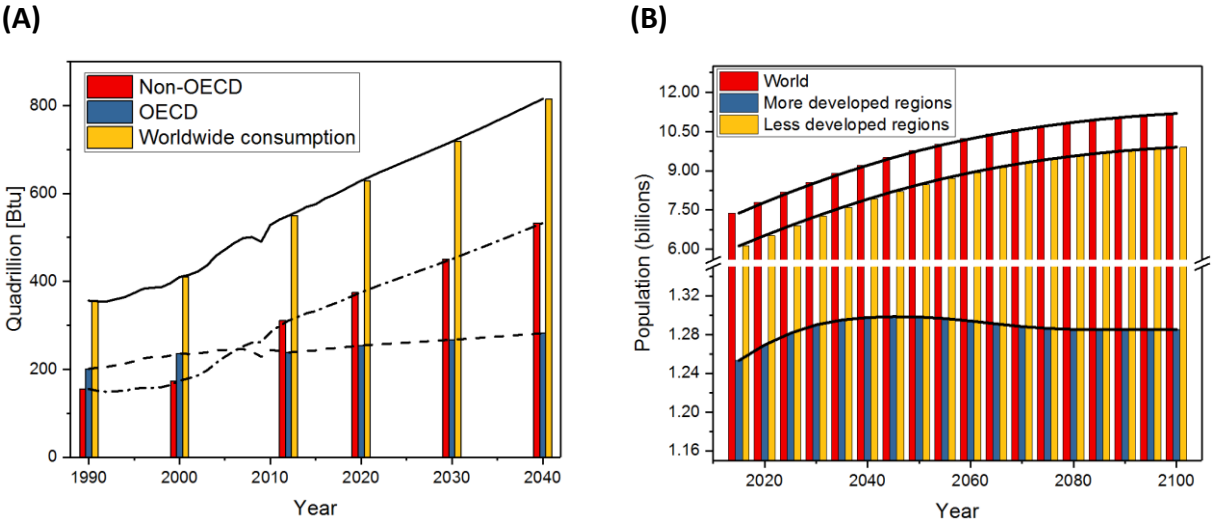 (A)
Quadrillion [Btu]
800
600
400
200
0
Non-OECD
OECD
Worldwide consumption
1990
2000
2010
2020
2030
2040
Year
(B)
Population (billions)
12.00
10.50
9.00
7.50
6.00
1.32
1.28
1.24
1.20
1.16
World
More developed regions
Less developed regions
2020
2040
2060
2080
2100
Year